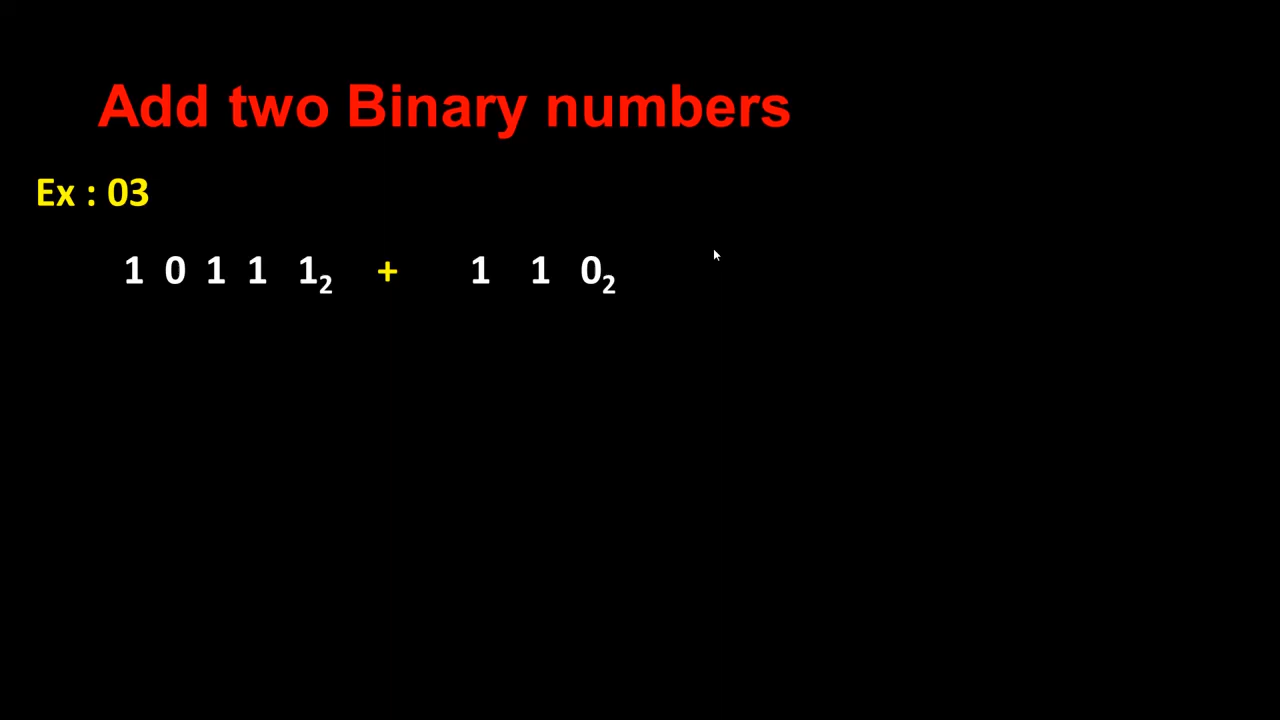 Add two Binary numbers
Ex : 03
1 0 1 1 1₂ + 1 1 0₂